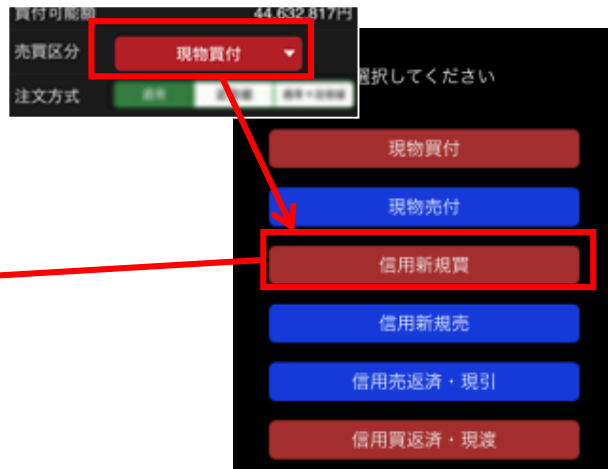 買付可能額 44,632,817円
売買区分 現物買付
注文方式
選択してください
現物買付
現物売付
信用新規買
信用新規売
信用売返済・現引
信用買返済・現渡